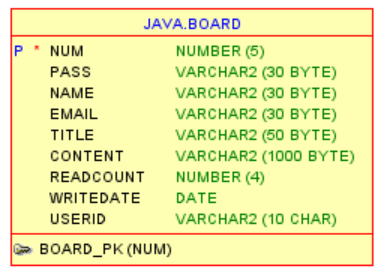 JAVA.BOARD
P * NUM NUMBER (5)
PASS VARCHAR2 (30 BYTE)
NAME VARCHAR2 (30 BYTE)
EMAIL VARCHAR2 (30 BYTE)
TITLE VARCHAR2 (50 BYTE)
CONTENT VARCHAR2 (1000 BYTE)
READCOUNT NUMBER (4)
WRITEDATE DATE
USERID VARCHAR2 (10 CHAR)
BOARD_PK (NUM)